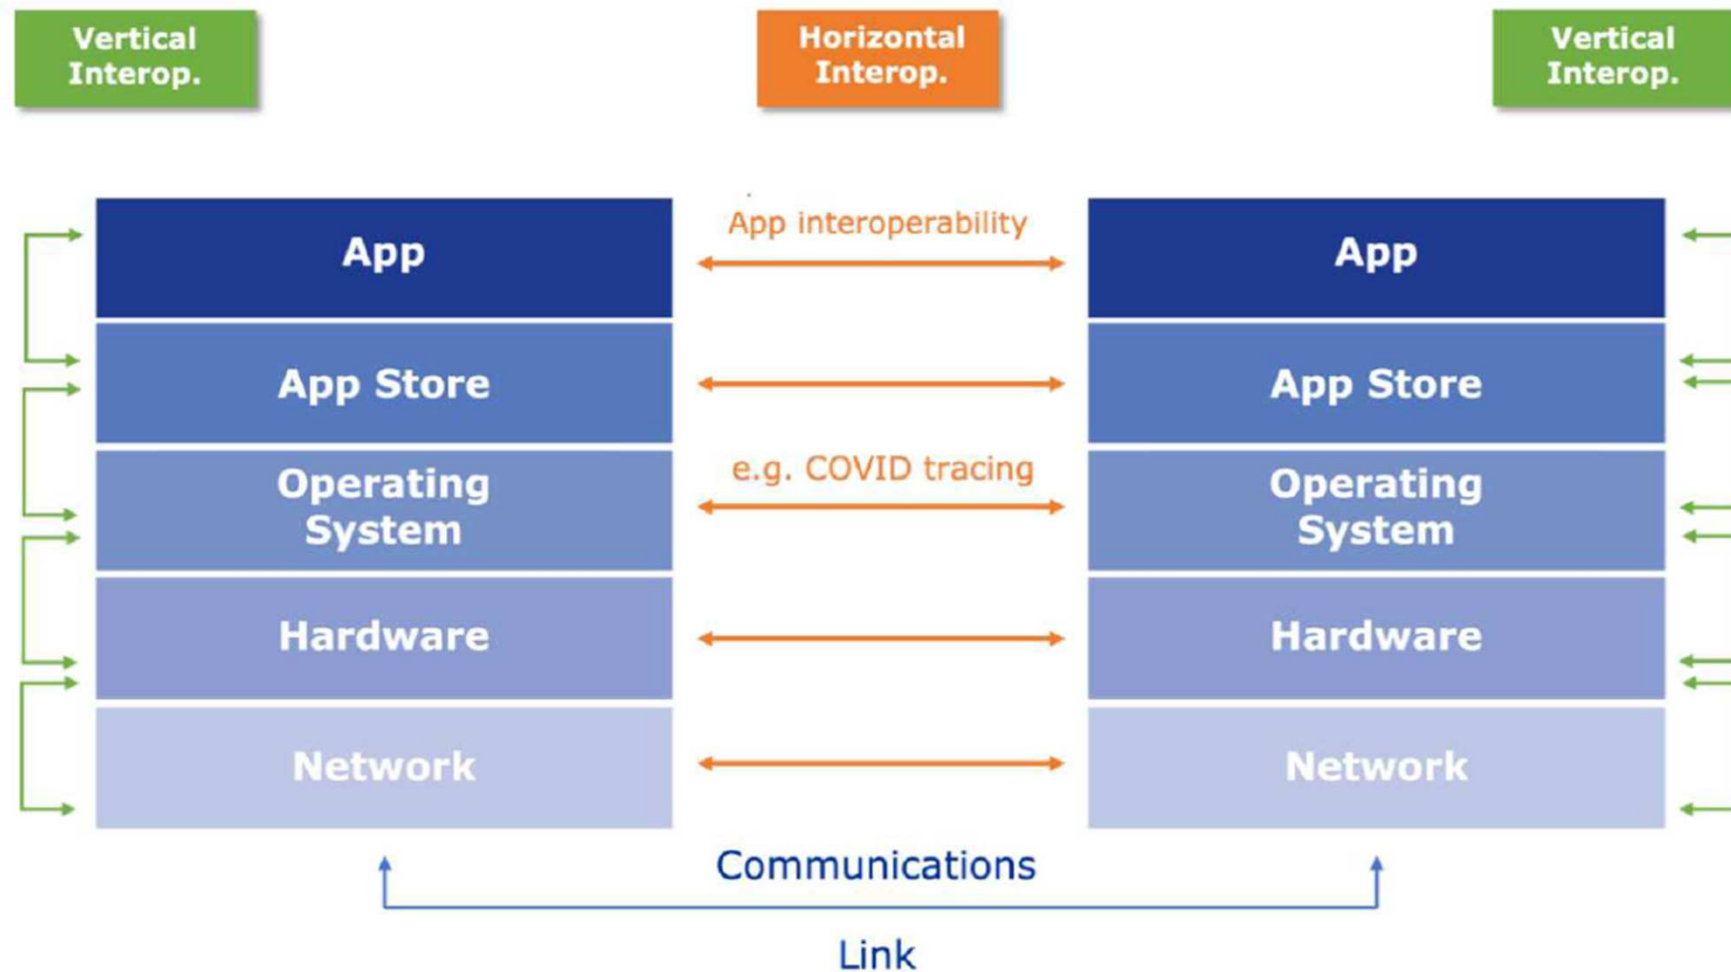 Vertical
Interop.
Horizontal
Interop.
Vertical
Interop.
App
App interoperability
App
App Store
App Store
Operating
System
e.g. COVID tracing
Operating
System
Hardware
Hardware
Network
Network
Communications
Link